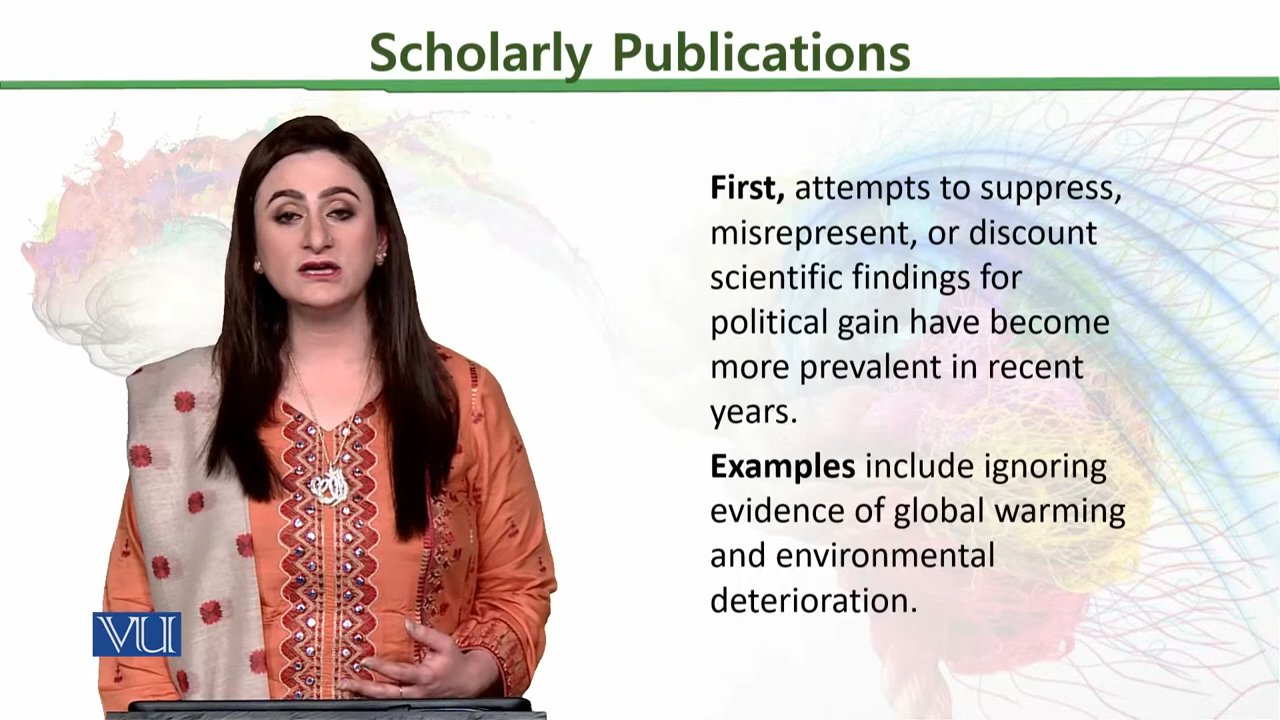 Scholarly Publications
First, attempts to suppress,
misrepresent, or discount
scientific findings for
political gain have become
more prevalent in recent
years.
Examples include ignoring
evidence of global warming
and environmental
deterioration.
VU